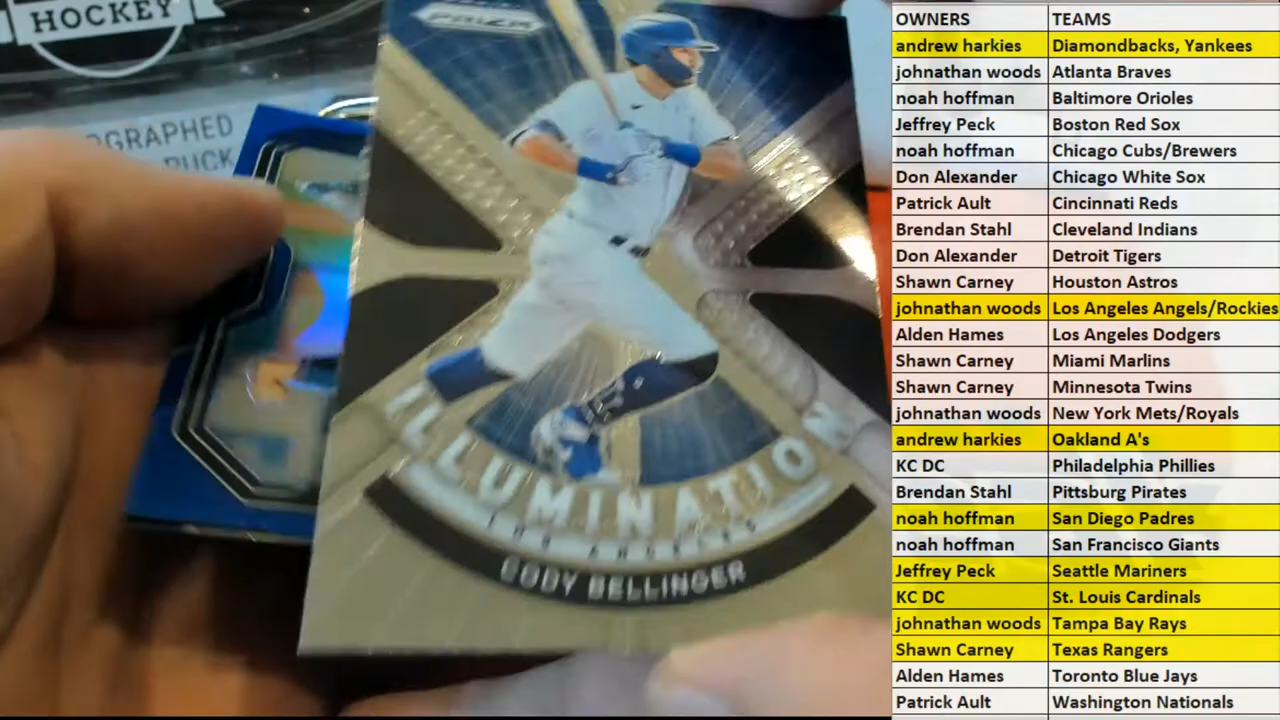 HOCKEY
OGRAPHED
PUCK
PRIZM
ILLUMINATION
LOS ANGELES
CODY BELLINGER
OWNERS TEAMS
andrew harkies Diamondbacks, Yankees
johnathan woods Atlanta Braves
noah hoffman Baltimore Orioles
Jeffrey Peck Boston Red Sox
noah hoffman Chicago Cubs/Brewers
Don Alexander Chicago White Sox
Patrick Ault Cincinnati Reds
Brendan Stahl Cleveland Indians
Don Alexander Detroit Tigers
Shawn Carney Houston Astros
johnathan woods Los Angeles Angels/Rockies
Alden Hames Los Angeles Dodgers
Shawn Carney Miami Marlins
Shawn Carney Minnesota Twins
johnathan woods New York Mets/Royals
andrew harkies Oakland A's
KC DC Philadelphia Phillies
Brendan Stahl Pittsburg Pirates
noah hoffman San Diego Padres
noah hoffman San Francisco Giants
Jeffrey Peck Seattle Mariners
KC DC St. Louis Cardinals
johnathan woods Tampa Bay Rays
Shawn Carney Texas Rangers
Alden Hames Toronto Blue Jays
Patrick Ault Washington Nationals